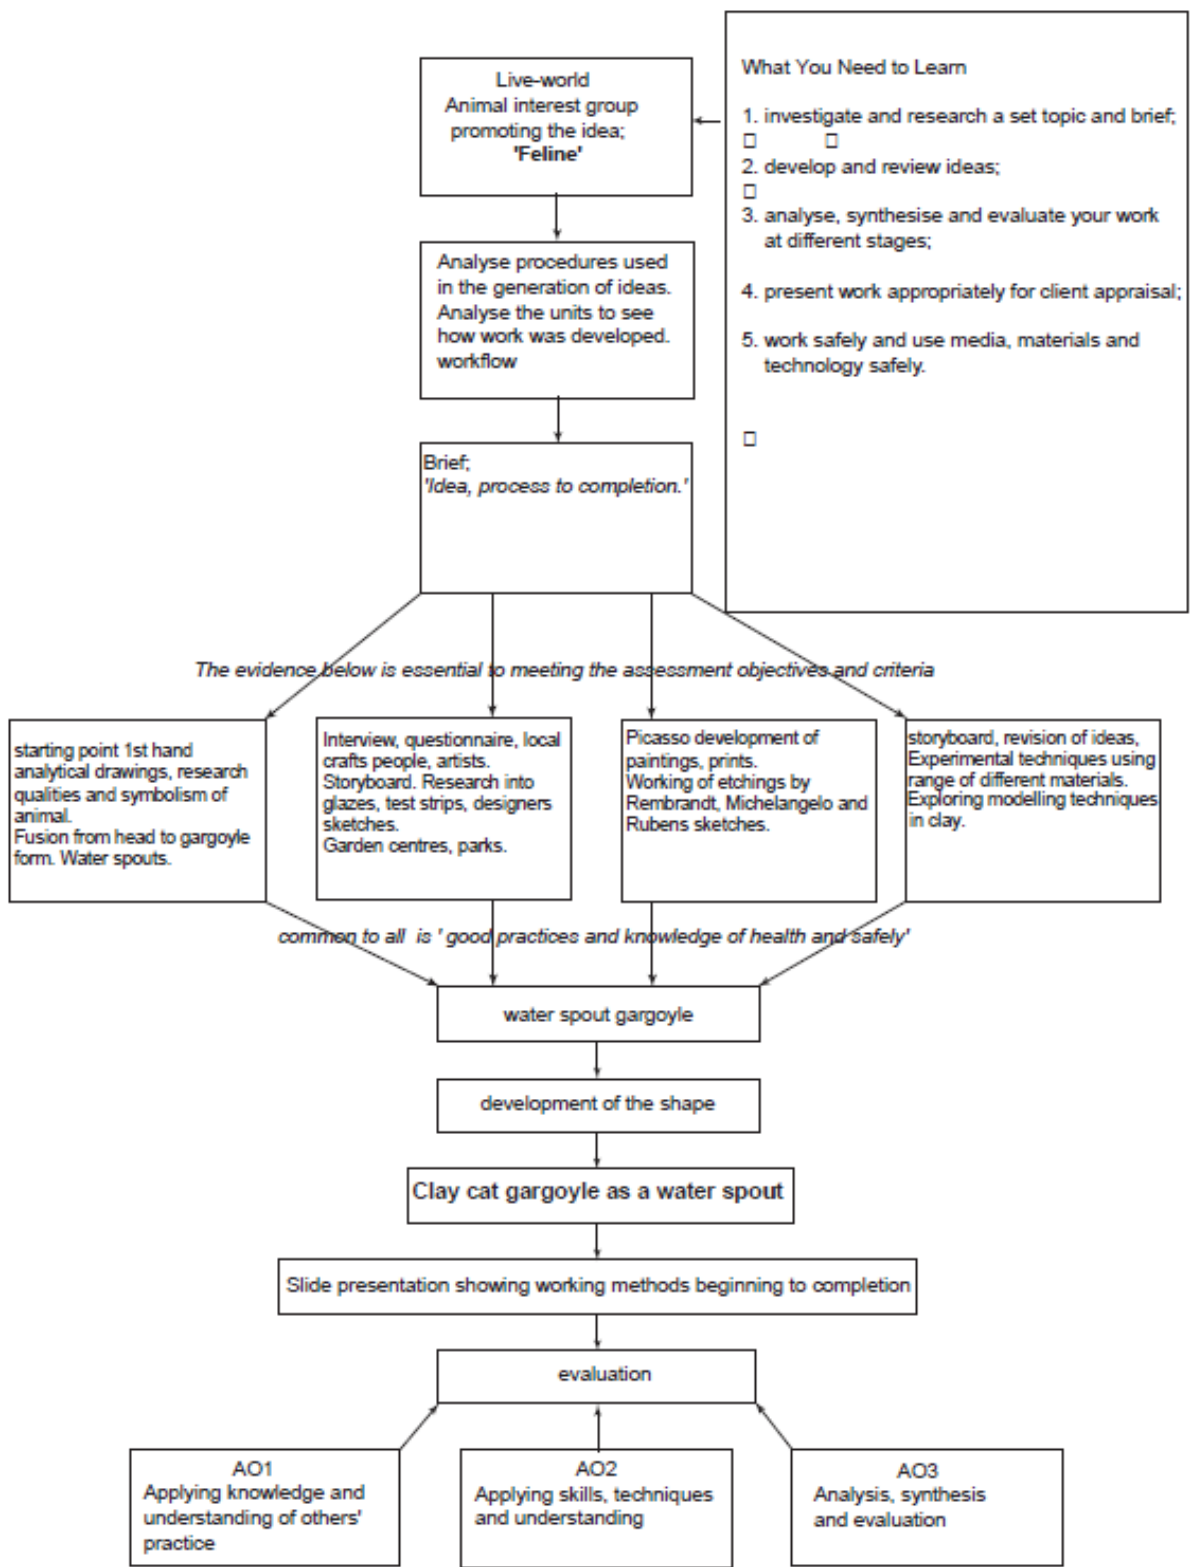 Live-world
Animal interest group
promoting the idea;
'Feline'
What You Need to Learn
1. investigate and research a set topic and brief;
2. develop and review ideas;
3. analyse, synthesise and evaluate your work
at different stages;
4. present work appropriately for client appraisal;
5. work safely and use media, materials and
technology safely.
Analyse procedures used
in the generation of ideas.
Analyse the units to see
how work was developed.
workflow
Brief;
'Idea, process to completion.'
The evidence below is essential to meeting the assessment objectives and criteria
starting point 1st hand
analytical drawings, research
qualities and symbolism of
animal.
Fusion from head to gargoyle
form. Water spouts.
Interview, questionnaire, local
crafts people, artists.
Storyboard. Research into
glazes, test strips, designers
sketches.
Garden centres, parks.
Picasso development of
paintings, prints.
Working of etchings by
Rembrandt, Michelangelo and
Rubens sketches.
storyboard, revision of ideas,
Experimental techniques using
range of different materials.
Exploring modelling techniques
in clay.
common to all is ' good practices and knowledge of health and safely'
water spout gargoyle
development of the shape
Clay cat gargoyle as a water spout
Slide presentation showing working methods beginning to completion
evaluation
AO1
Applying knowledge and
understanding of others'
practice
AO2
Applying skills, techniques
and understanding
AO3
Analysis, synthesis
and evaluation